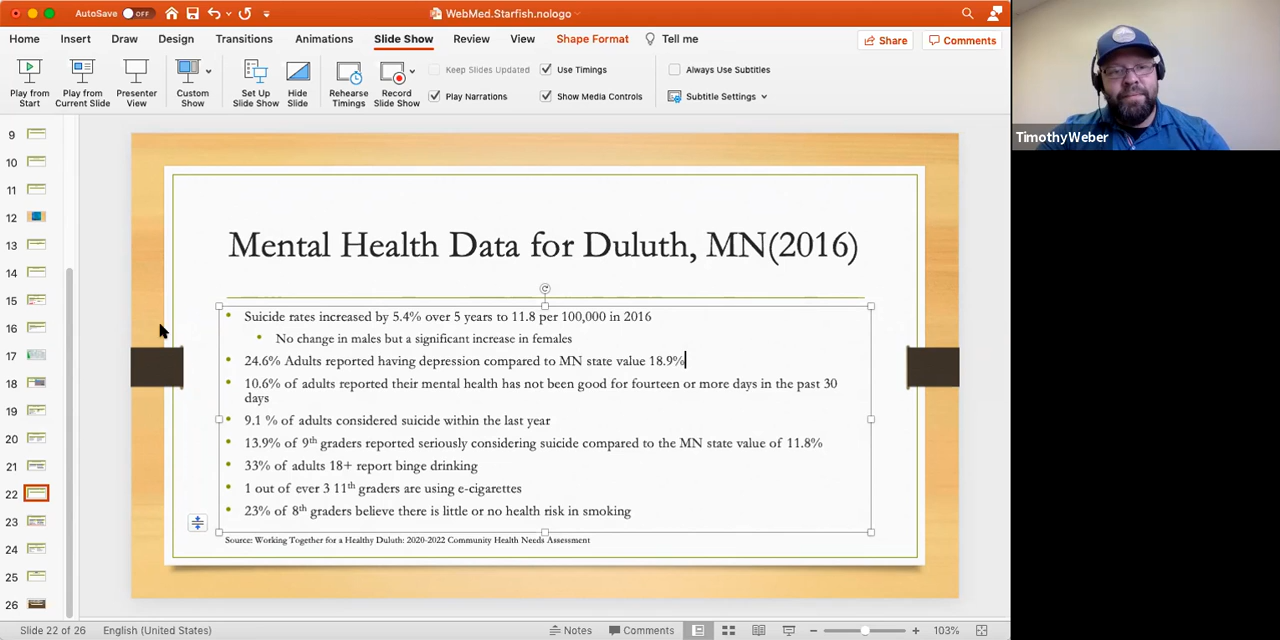 AutoSave OFF
WebMed.Starfish.nologo
Home Insert Draw Design Transitions Animations Slide Show Review View Shape Format Tell me Share Comments
Play from Start
Play from Current Slide
Presenter View
Custom Show
Set Up Slide Show
Hide Slide
Rehearse Timings
Record Slide Show
Keep Slides Updated
Play Narrations
Use Timings
Show Media Controls
Always Use Subtitles
Subtitle Settings
TimothyWeber
9
10
11
12
13
14
15
16
17
18
19
20
21
22
23
24
25
26
Mental Health Data for Duluth, MN(2016)
• Suicide rates increased by 5.4% over 5 years to 11.8 per 100,000 in 2016
• No change in males but a significant increase in females
• 24.6% Adults reported having depression compared to MN state value 18.9%
• 10.6% of adults reported their mental health has not been good for fourteen or more days in the past 30
days
• 9.1 % of adults considered suicide within the last year
• 13.9% of 9th graders reported seriously considering suicide compared to the MN state value of 11.8%
• 33% of adults 18+ report binge drinking
• 1 out of ever 3 11th graders are using e-cigarettes
• 23% of 8th graders believe there is little or no health risk in smoking
Source: Working Together for a Healthy Duluth: 2020-2022 Community Health Needs Assessment
Slide 22 of 26 English (United States) Notes Comments 103%